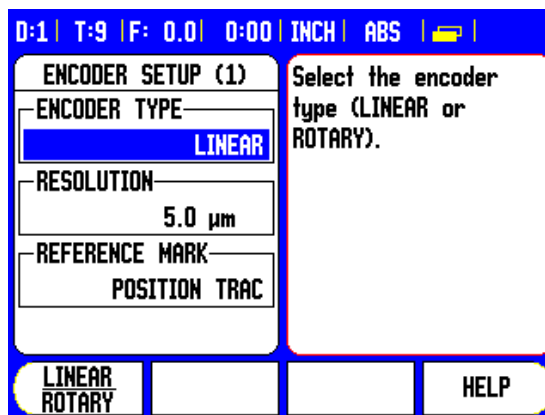 D:1| T:9 |F: 0.0| 0:00| INCH| ABS | |
ENCODER SETUP (1)
ENCODER TYPE
LINEAR
RESOLUTION
5.0 µm
REFERENCE MARK
POSITION TRAC
Select the encoder
type (LINEAR or
ROTARY).
LINEAR
ROTARY
HELP